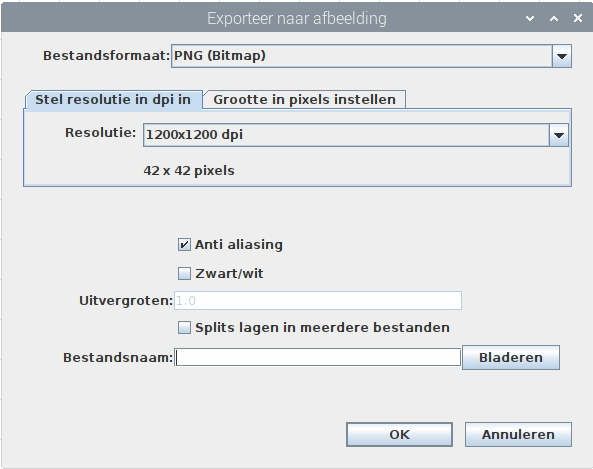 Exporteer naar afbeelding
Bestandsformaat: PNG (Bitmap)
Stel resolutie in dpi in Grootte in pixels instellen
Resolutie: 1200x1200 dpi
42 x 42 pixels
Anti aliasing
Zwart/wit
Uitvergroten: 1.0
Splits lagen in meerdere bestanden
Bestandsnaam: Bladeren
OK Annuleren